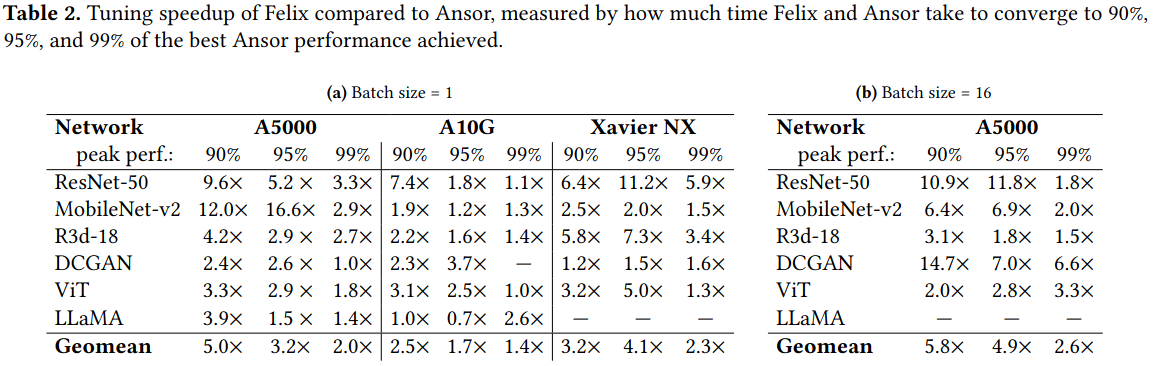 Table 2. Tuning speedup of Felix compared to Ansor, measured by how much time Felix and Ansor take to converge to 90%,
95%, and 99% of the best Ansor performance achieved.
(a) Batch size = 1
Network A5000 A10G Xavier NX
peak perf.: 90% 95% 99% 90% 95% 99% 90% 95% 99%
ResNet-50 9.6× 5.2 × 3.3× 7.4× 1.8× 1.1× 6.4× 11.2× 5.9×
MobileNet-v2 12.0× 16.6× 2.9× 1.9× 1.2× 1.3× 2.5× 2.0× 1.5×
R3d-18 4.2× 2.9 × 2.7× 2.2× 1.6× 1.4× 5.8× 7.3× 3.4×
DCGAN 2.4× 2.6 × 1.0× 2.3× 3.7× — 1.2× 1.5× 1.6×
ViT 3.3× 2.9 × 1.8× 3.1× 2.5× 1.0× 3.2× 5.0× 1.3×
LLaMA 3.9× 1.5 × 1.4× 1.0× 0.7× 2.6× — — —
Geomean 5.0× 3.2× 2.0× 2.5× 1.7× 1.4× 3.2× 4.1× 2.3×
(b) Batch size = 16
Network A5000
peak perf.: 90% 95% 99%
ResNet-50 10.9× 11.8× 1.8×
MobileNet-v2 6.4× 6.9× 2.0×
R3d-18 3.1× 1.8× 1.5×
DCGAN 14.7× 7.0× 6.6×
ViT 2.0× 2.8× 3.3×
LLaMA — — —
Geomean 5.8× 4.9× 2.6×